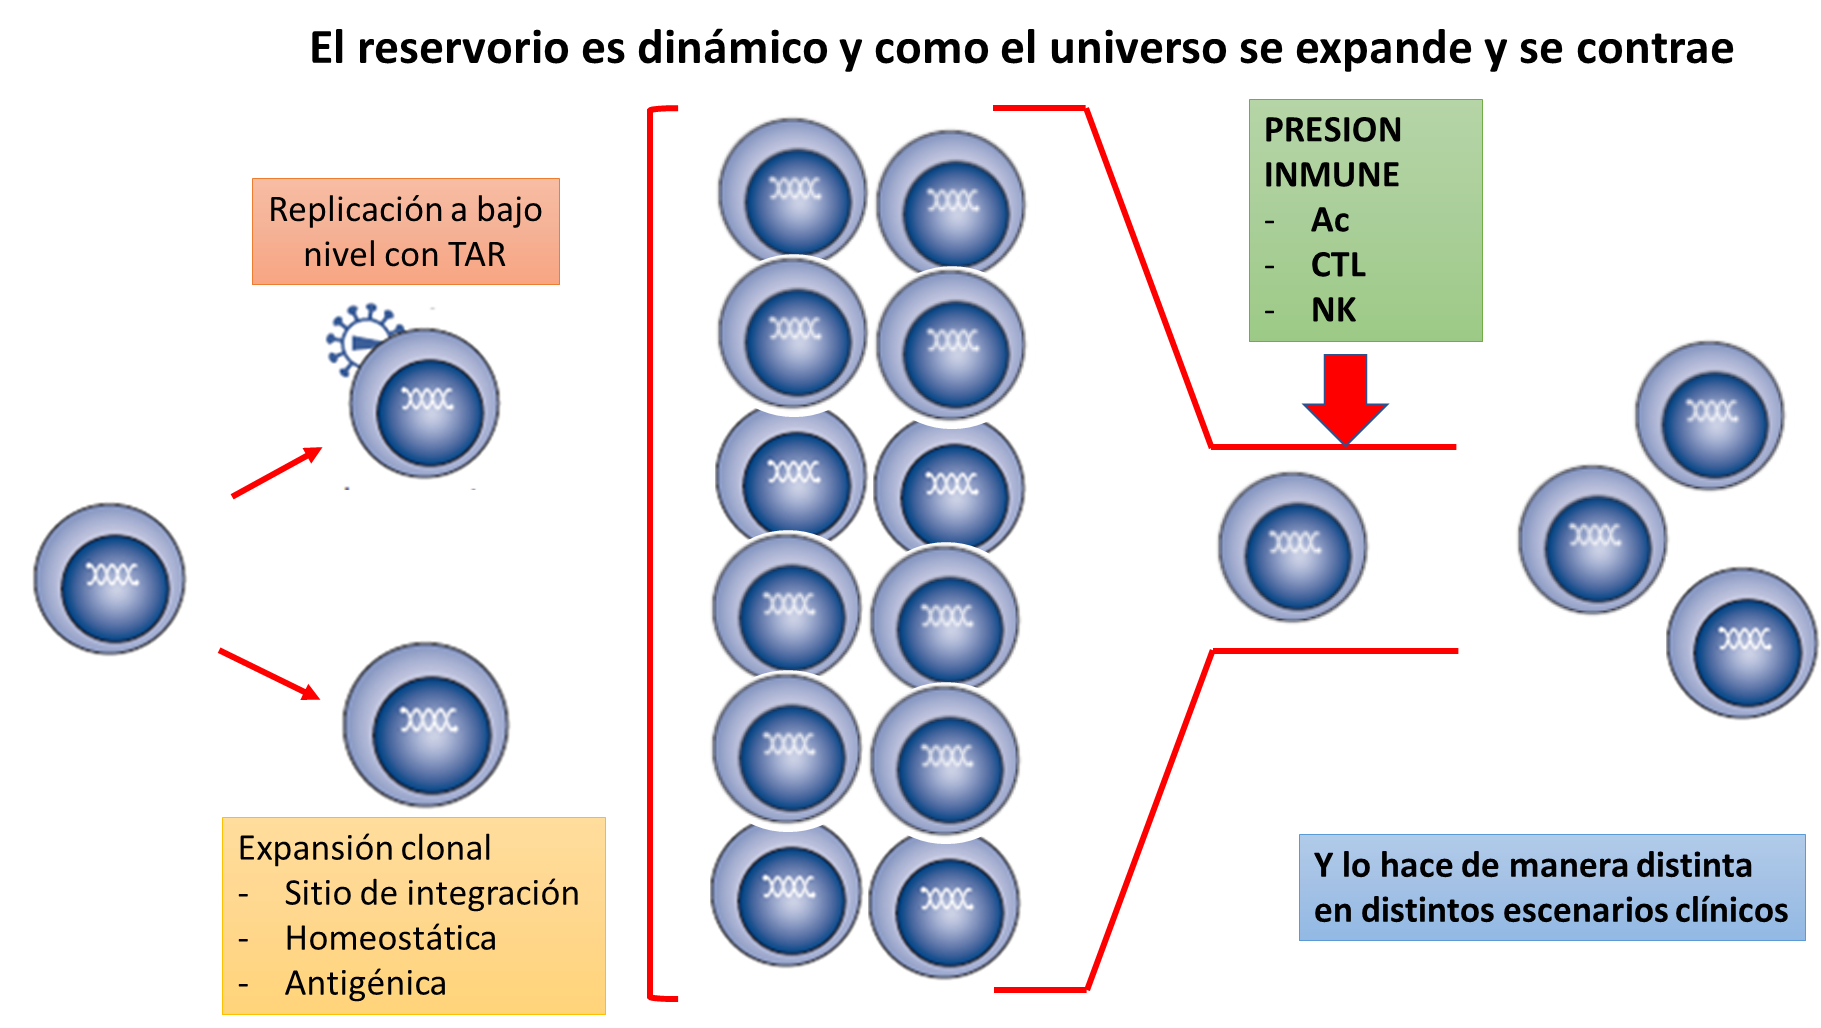 El reservorio es dinámico y como el universo se expande y se contrae
Replicación a bajo
nivel con TAR
Expansión clonal
- Sitio de integración
- Homeostática
- Antigénica
PRESION
INMUNE
- Ac
- CTL
- NK
Y lo hace de manera distinta
en distintos escenarios clínicos